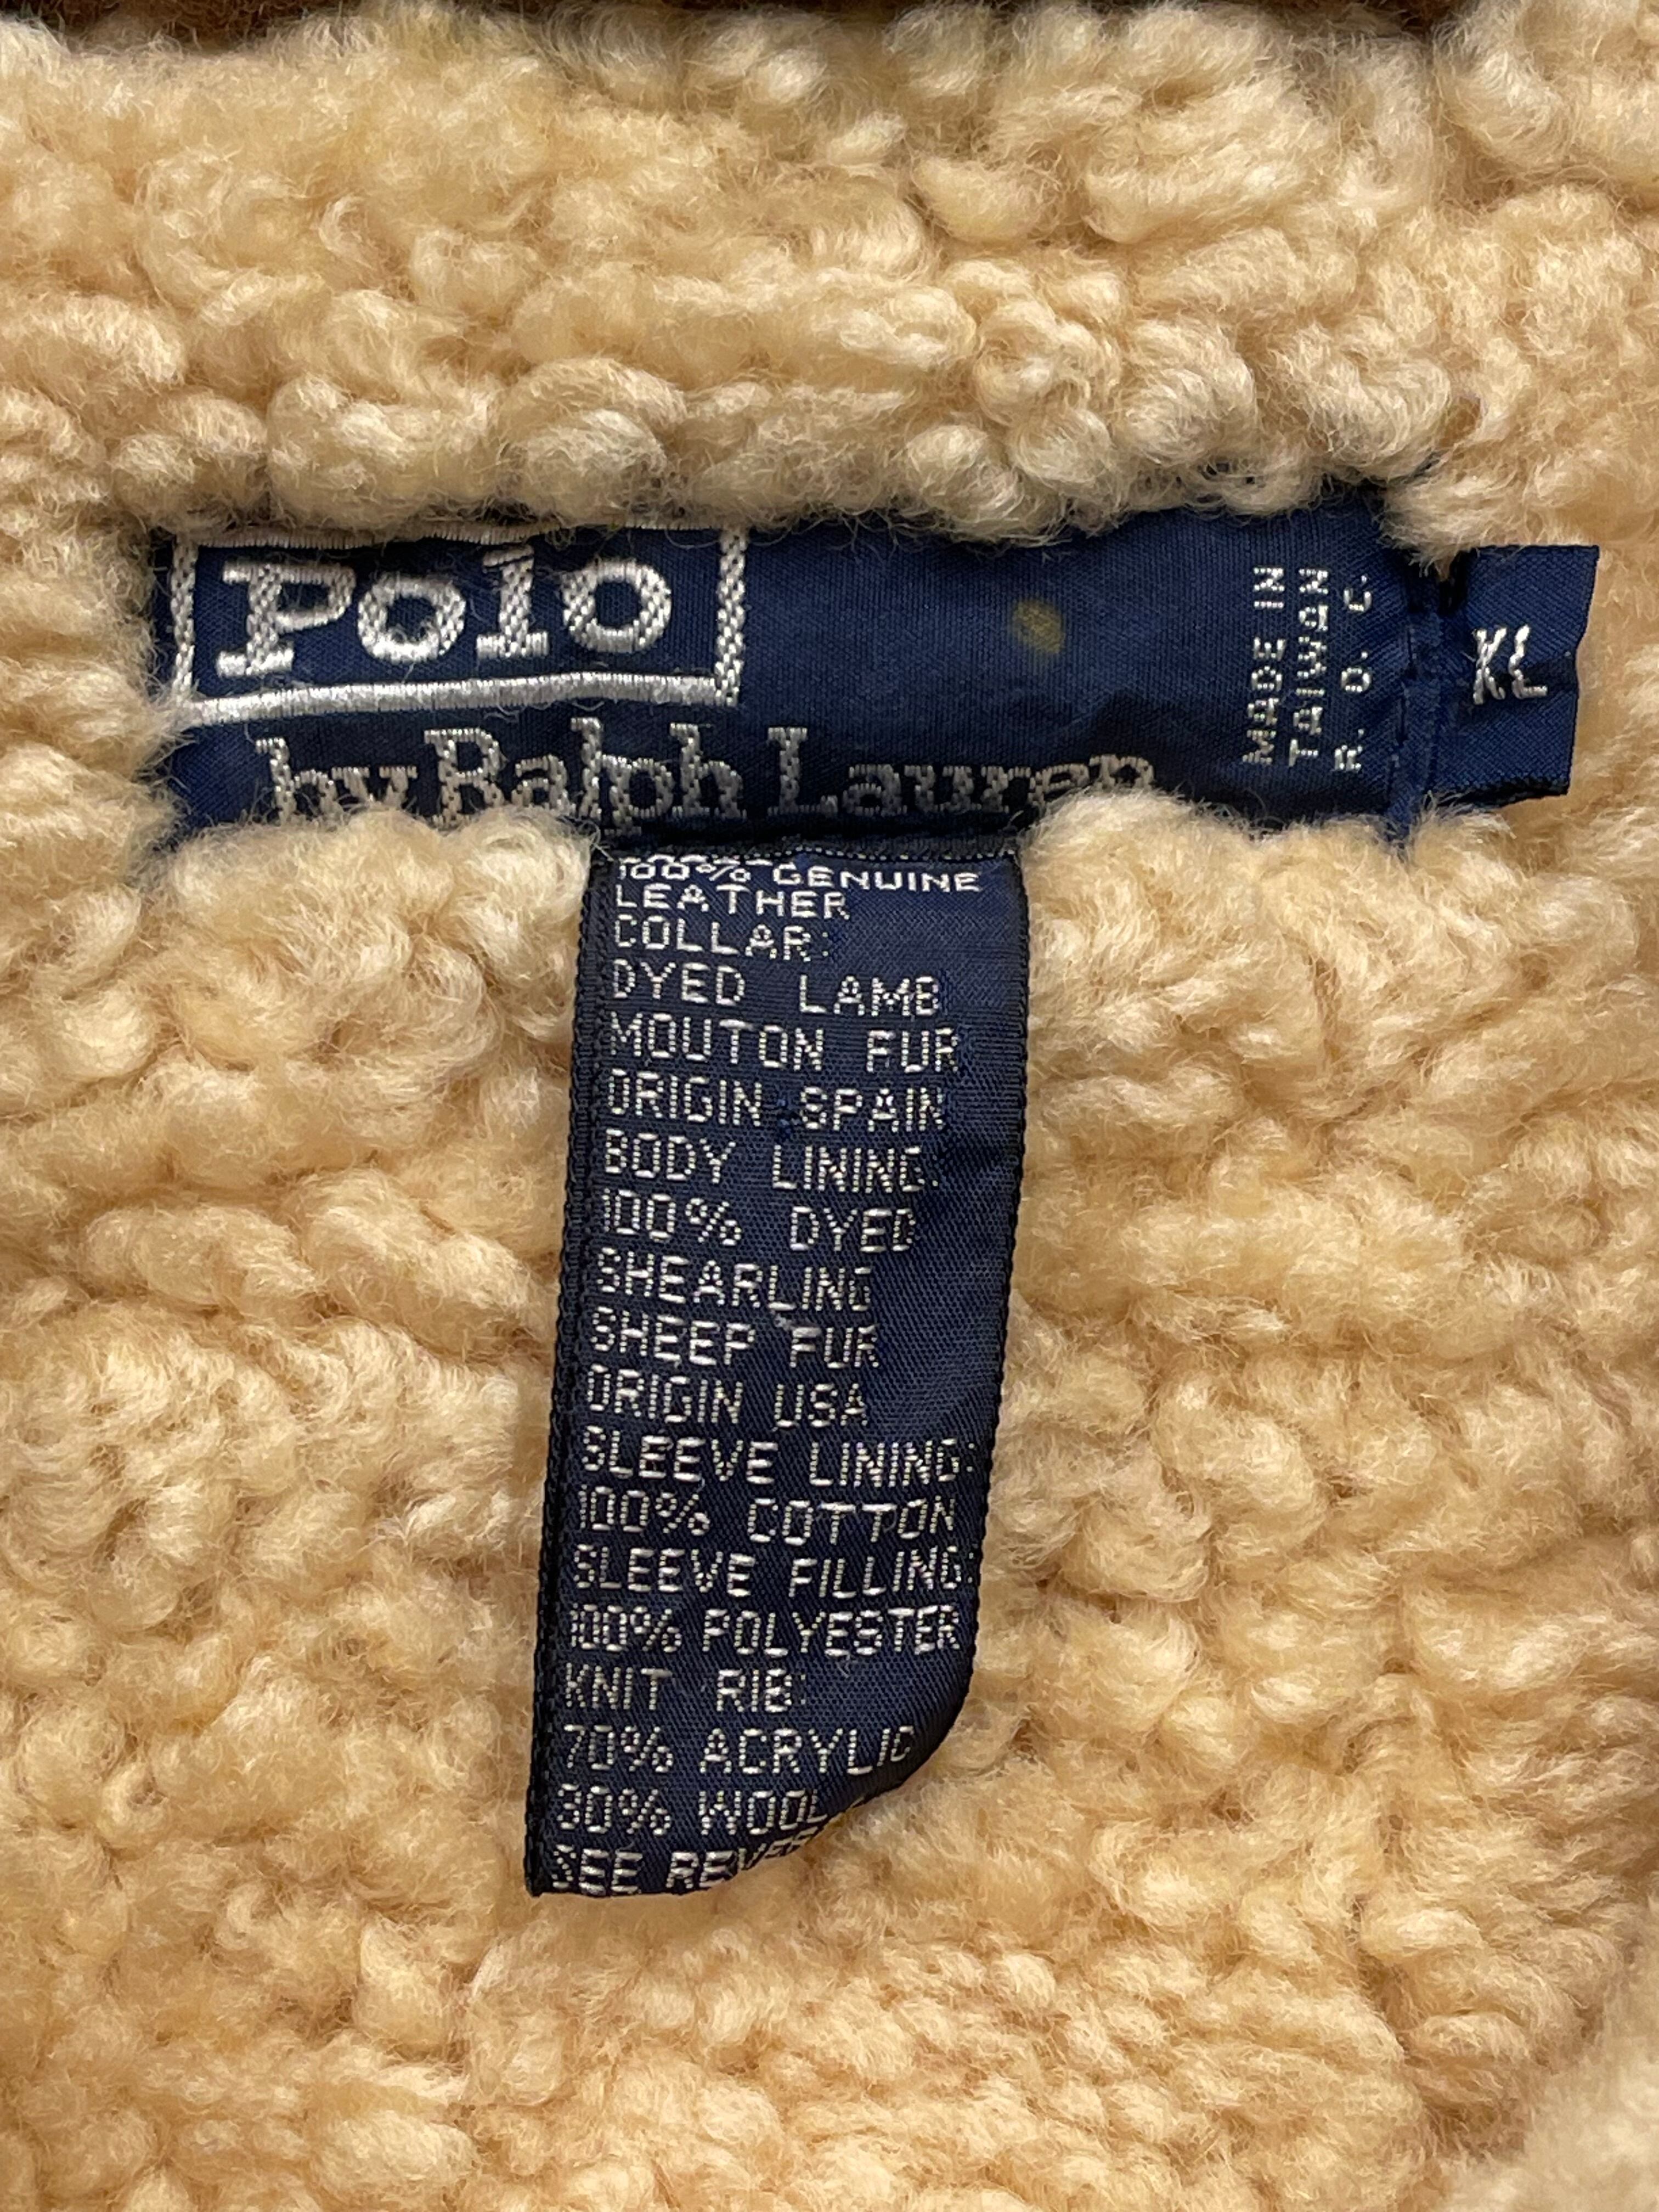 Polo
by Ralph Lauren
MADE IN
TAIWAN
R. O. C.
XL
100% GENUINE
LEATHER
COLLAR:
DYED LAMB
MOUTON FUR
ORIGIN:SPAIN
BODY LINING:
100% DYED
SHEARLING
SHEEP FUR
ORIGIN USA
SLEEVE LINING:
100% COTTON
SLEEVE FILLING:
100% POLYESTER
KNIT RIB:
70% ACRYLIC
30% WOOL
SEE